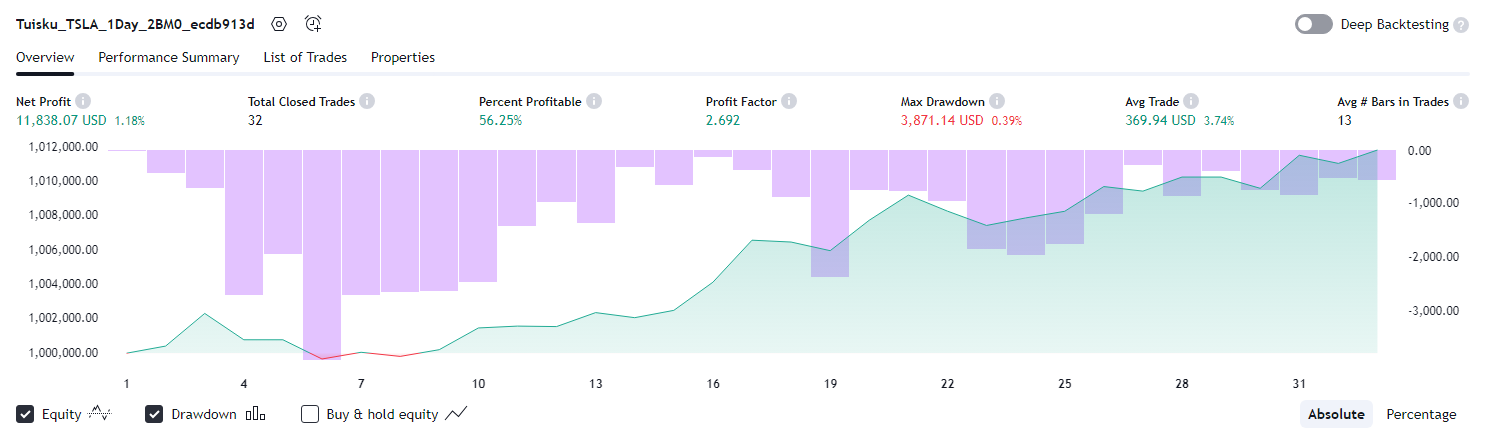 Tuisku_TSLA_1Day_2BM0_ecdb913d
Deep Backtesting ?
Overview Performance Summary List of Trades Properties
Net Profit Total Closed Trades Percent Profitable Profit Factor Max Drawdown Avg Trade Avg # Bars in Trades
11,838.07 USD 1.18% 32 56.25% 2.692 3,871.14 USD 0.39% 369.94 USD 3.74% 13
1,012,000.00 0.00
1,010,000.00
1,008,000.00 -1,000.00
1,006,000.00 -2,000.00
1,004,000.00
1,002,000.00 -3,000.00
1,000,000.00
1 4 7 10 13 16 19 22 25 28 31
Equity Drawdown Buy & hold equity Absolute Percentage